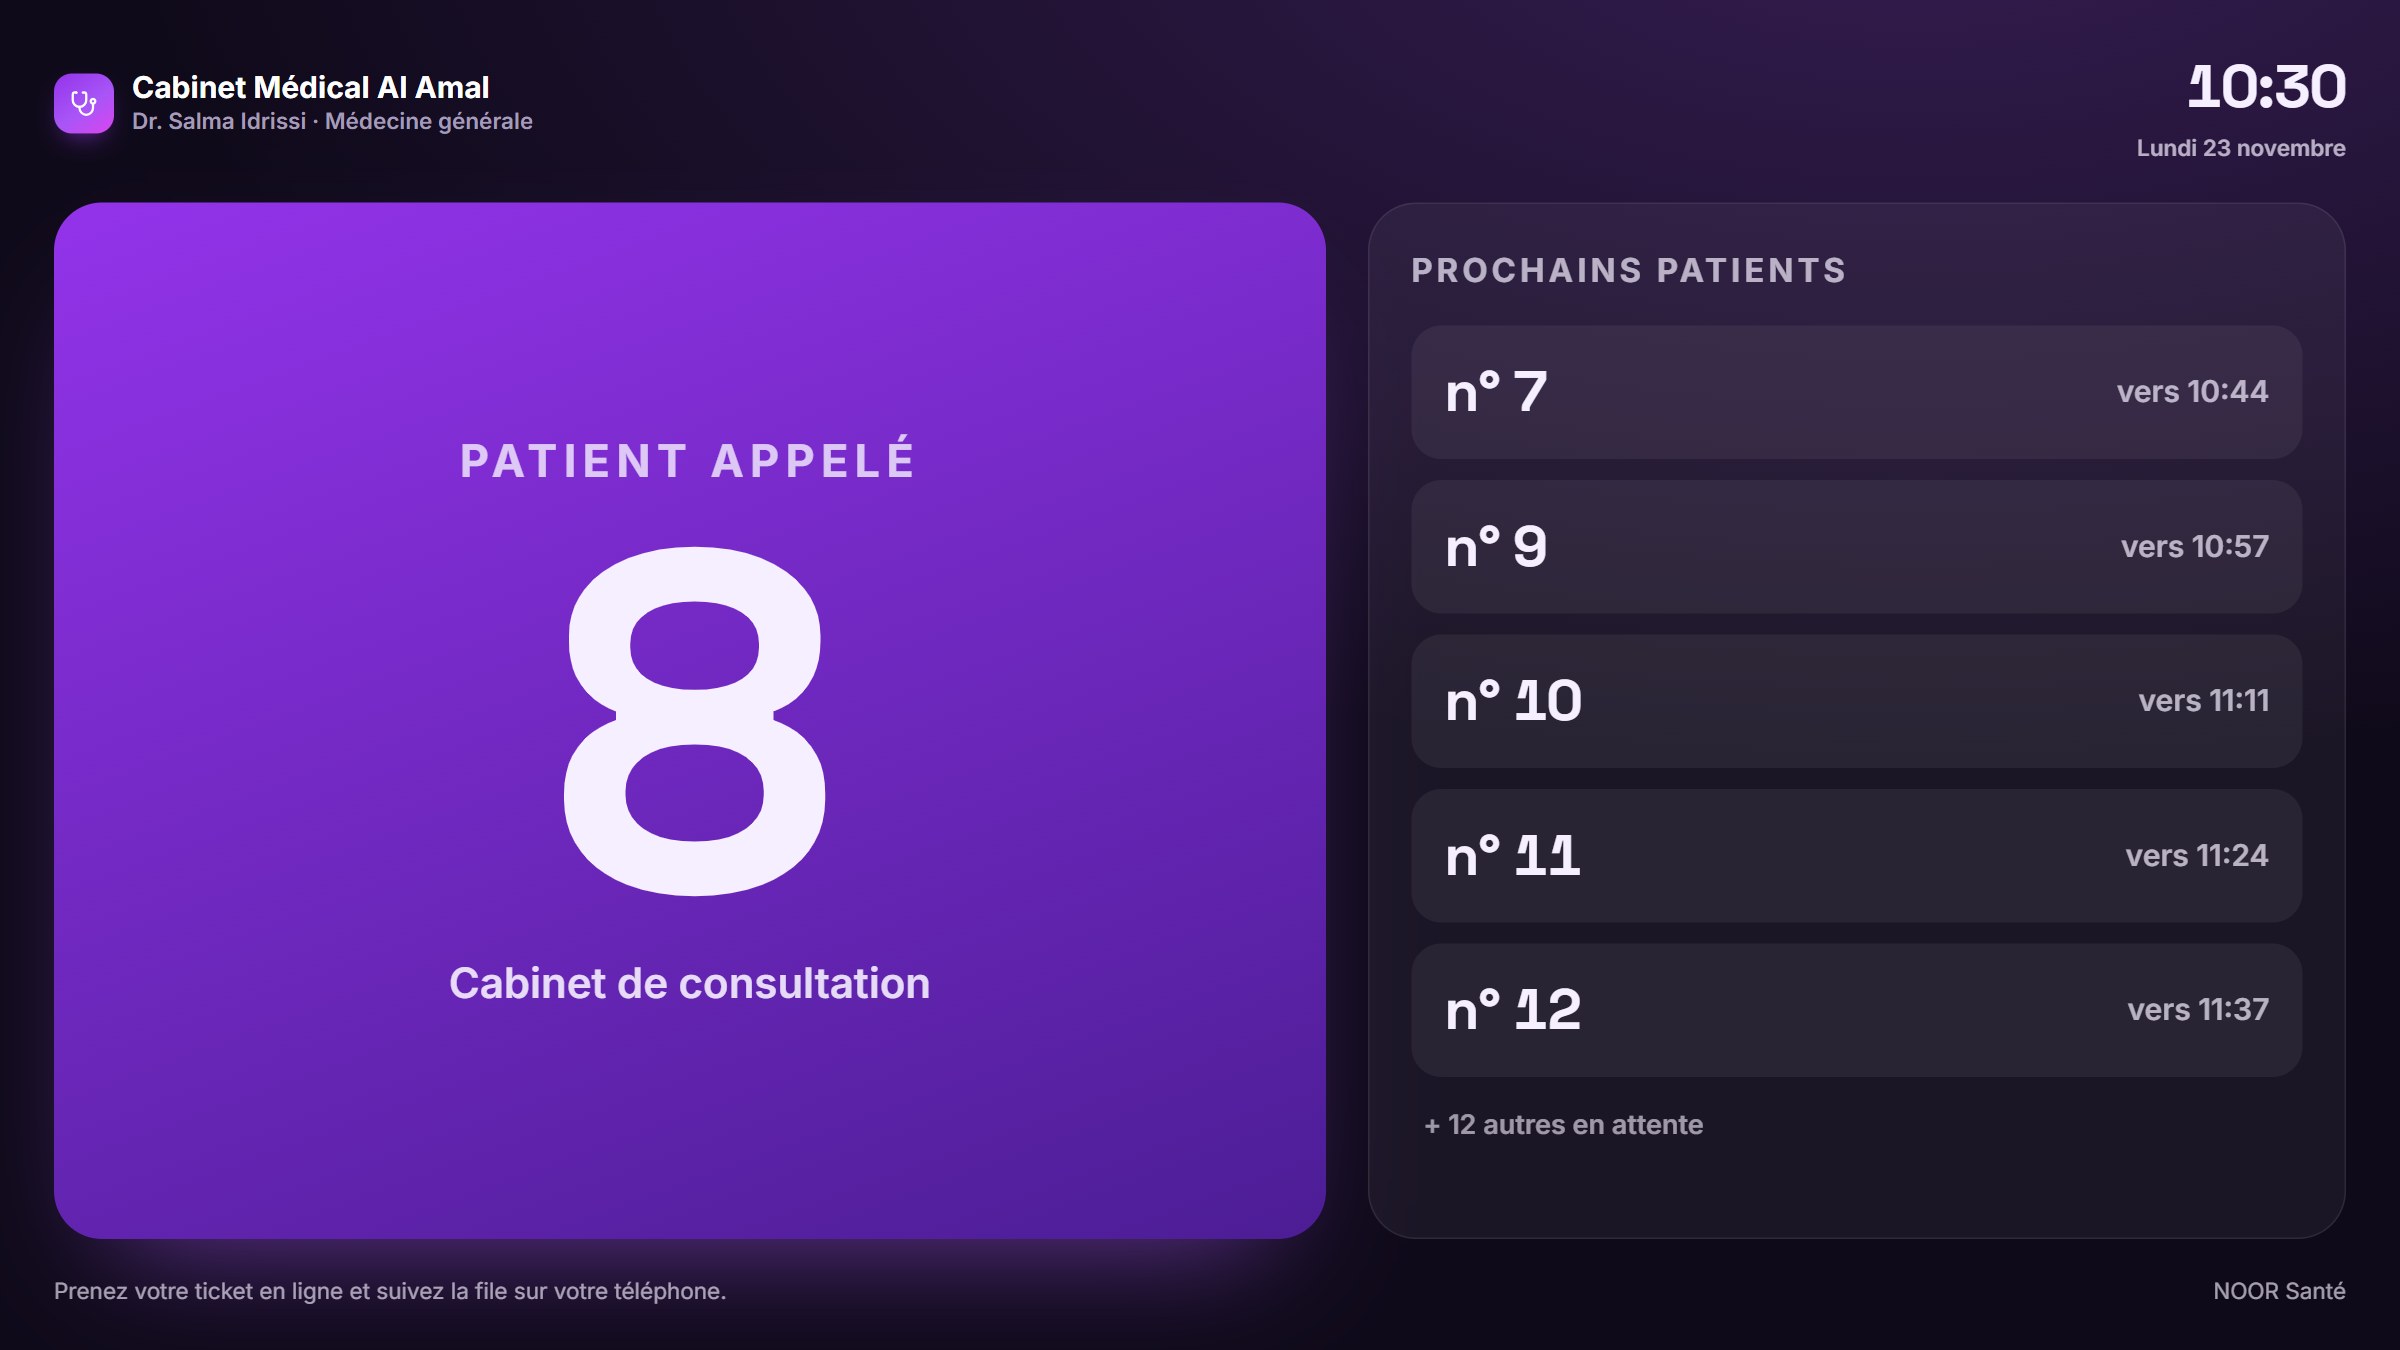 Cabinet Médical Al Amal
Dr. Salma Idrissi · Médecine générale
10:30
Lundi 23 novembre
PATIENT APPELÉ
8
Cabinet de consultation
PROCHAINS PATIENTS
n° 7 vers 10:44
n° 9 vers 10:57
n° 10 vers 11:11
n° 11 vers 11:24
n° 12 vers 11:37
+ 12 autres en attente
Prenez votre ticket en ligne et suivez la file sur votre téléphone.
NOOR Santé